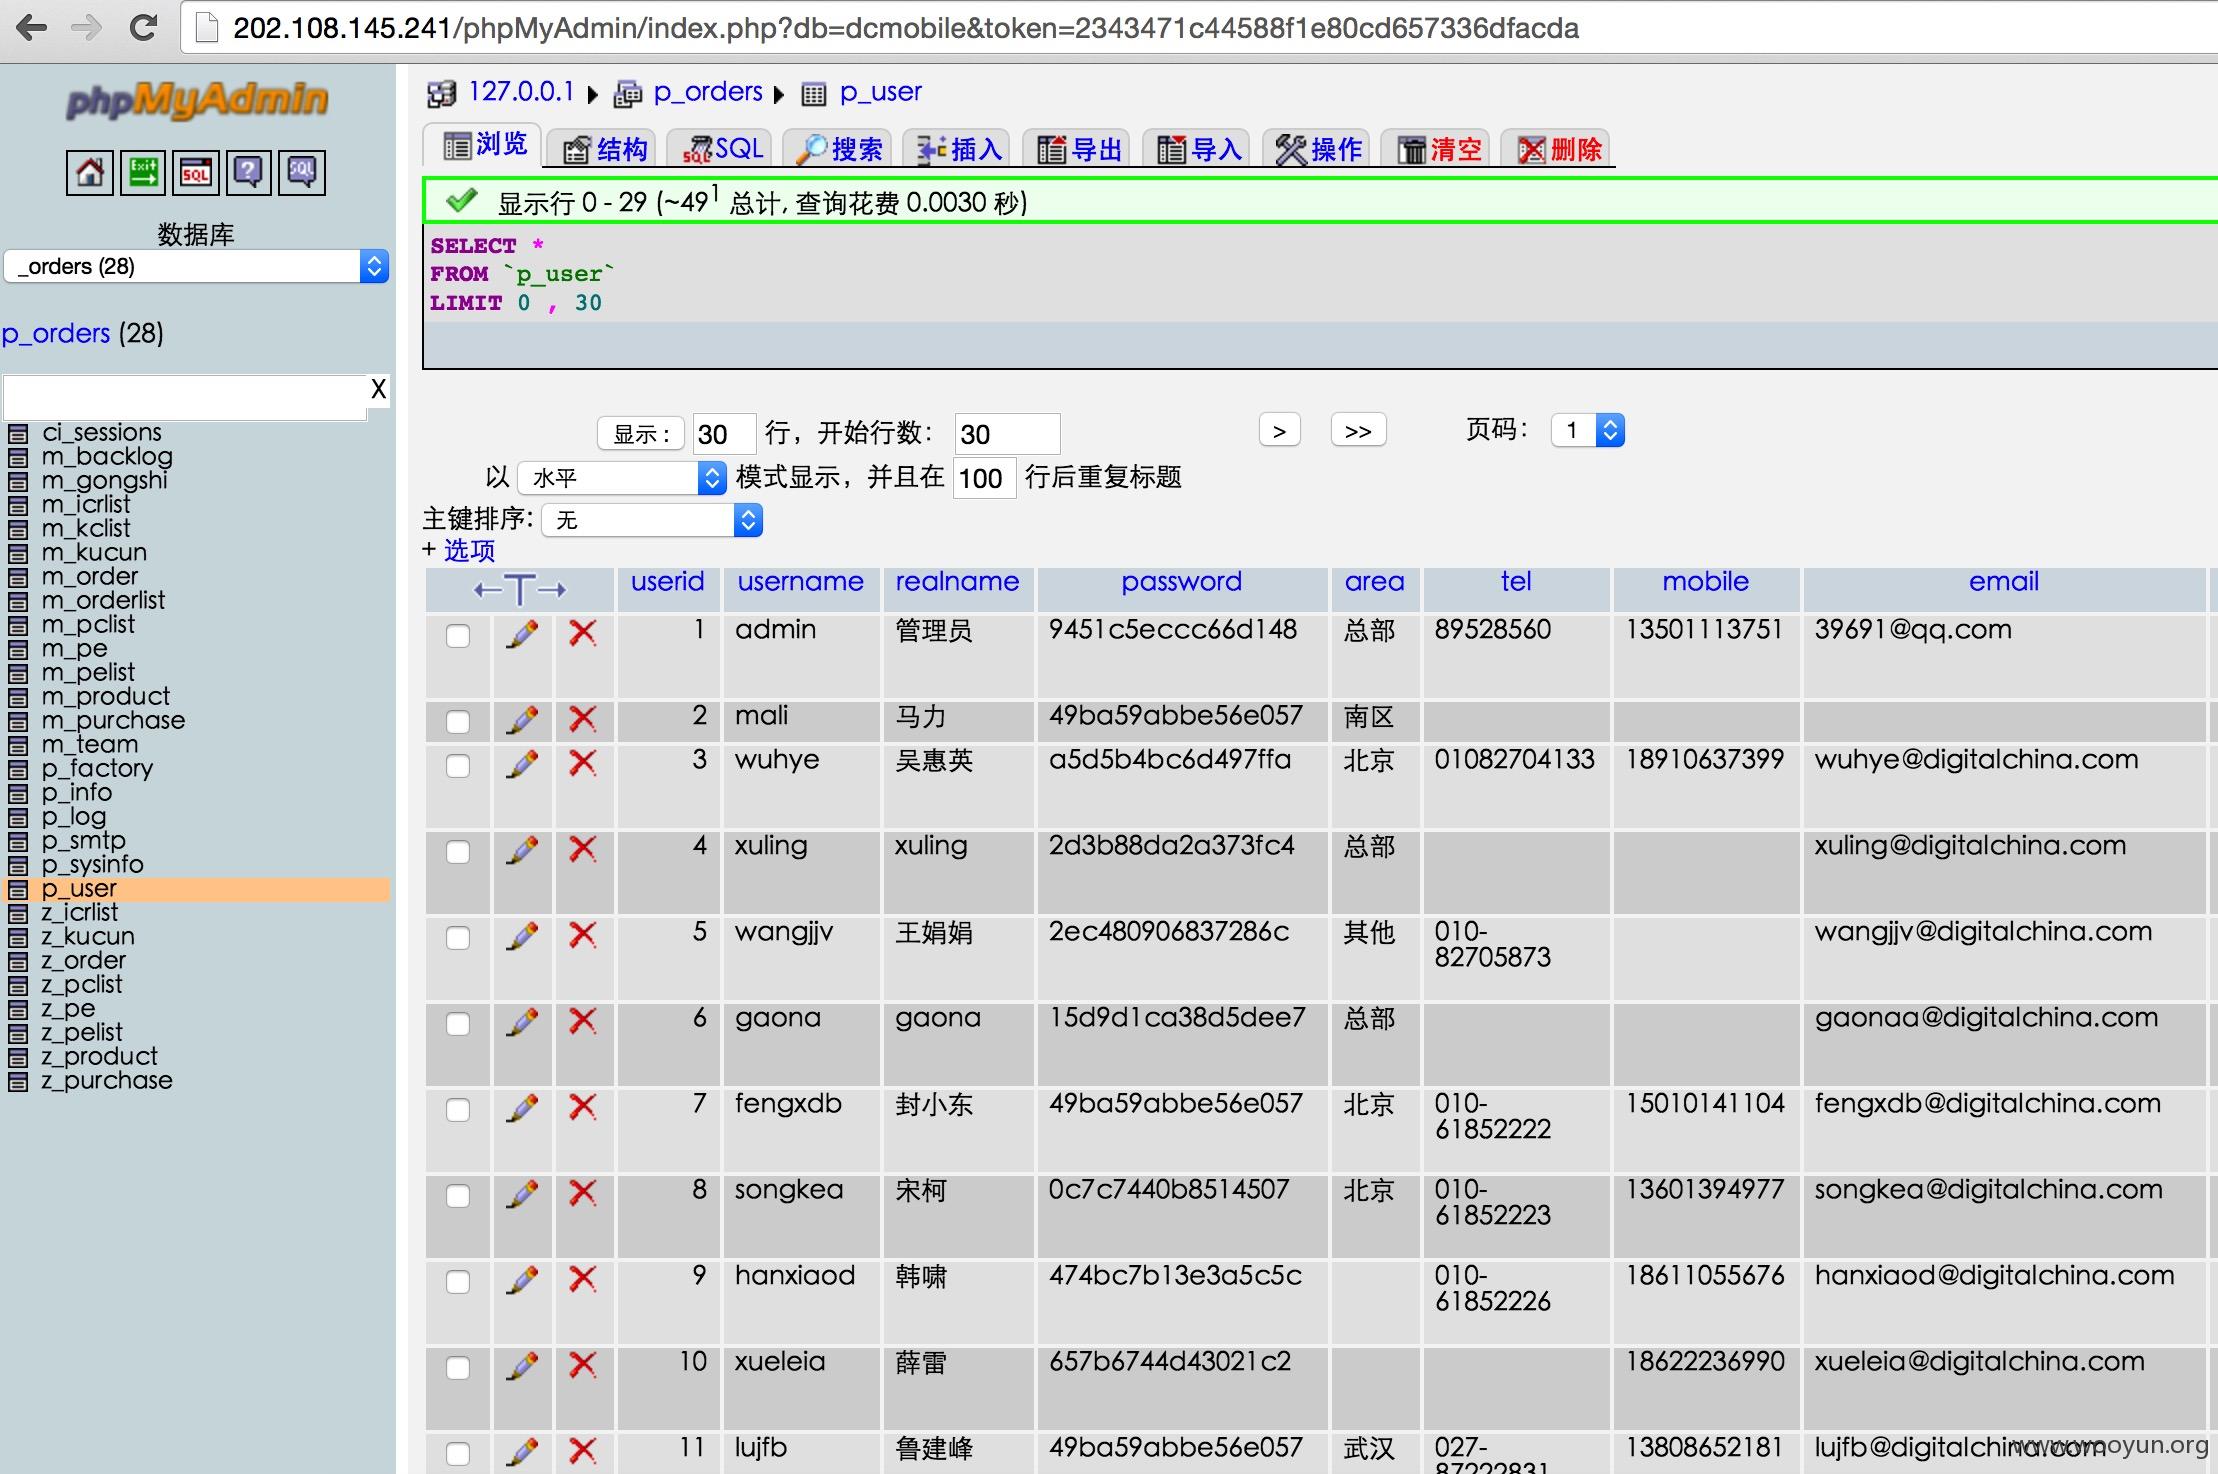 202.108.145.241/phpMyAdmin/index.php?db=dcmobile&token=2343471c44588f1e80cd657336dfacda
phpMyAdmin
Exit
SQL
?
SQL
数据库
_orders (28)
p_orders (28)
X
ci_sessions
m_backlog
m_gongshi
m_icrlist
m_kclist
m_kucun
m_order
m_orderlist
m_pclist
m_pe
m_pelist
m_product
m_purchase
m_team
p_factory
p_info
p_log
p_smtp
p_sysinfo
p_user
z_icrlist
z_kucun
z_order
z_pclist
z_pe
z_pelist
z_product
z_purchase
127.0.0.1 ▸ p_orders ▸ p_user
浏览 结构 SQL 搜索 插入 导出 导入 操作 清空 删除
显示行 0 - 29 (~49¹ 总计, 查询花费 0.0030 秒)
SELECT *
FROM `p_user`
LIMIT 0 , 30
显示： 30 行，开始行数： 30 > >> 页码： 1
以 水平 模式显示，并且在 100 行后重复标题
主键排序: 无
+ 选项
←T→ userid username realname password area tel mobile email
1 admin 管理员 9451c5eccc66d148 总部 89528560 13501113751 39691@qq.com
2 mali 马力 49ba59abbe56e057 南区
3 wuhye 吴惠英 a5d5b4bc6d497ffa 北京 01082704133 18910637399 wuhye@digitalchina.com
4 xuling xuling 2d3b88da2a373fc4 总部 xuling@digitalchina.com
5 wangjjv 王娟娟 2ec480906837286c 其他 010- wangjjv@digitalchina.com
82705873
6 gaona gaona 15d9d1ca38d5dee7 总部 gaonaa@digitalchina.com
7 fengxdb 封小东 49ba59abbe56e057 北京 010- 15010141104 fengxdb@digitalchina.com
61852222
8 songkea 宋柯 0c7c7440b8514507 北京 010- 13601394977 songkea@digitalchina.com
61852223
9 hanxiaod 韩啸 474bc7b13e3a5c5c 010- 18611055676 hanxiaod@digitalchina.com
61852226
10 xueleia 薛雷 657b6744d43021c2 18622236990 xueleia@digitalchina.com
11 lujfb 鲁建峰 49ba59abbe56e057 武汉 027- 13808652181 lujfb@digitalchina.com
87222831
www.wooyun.org